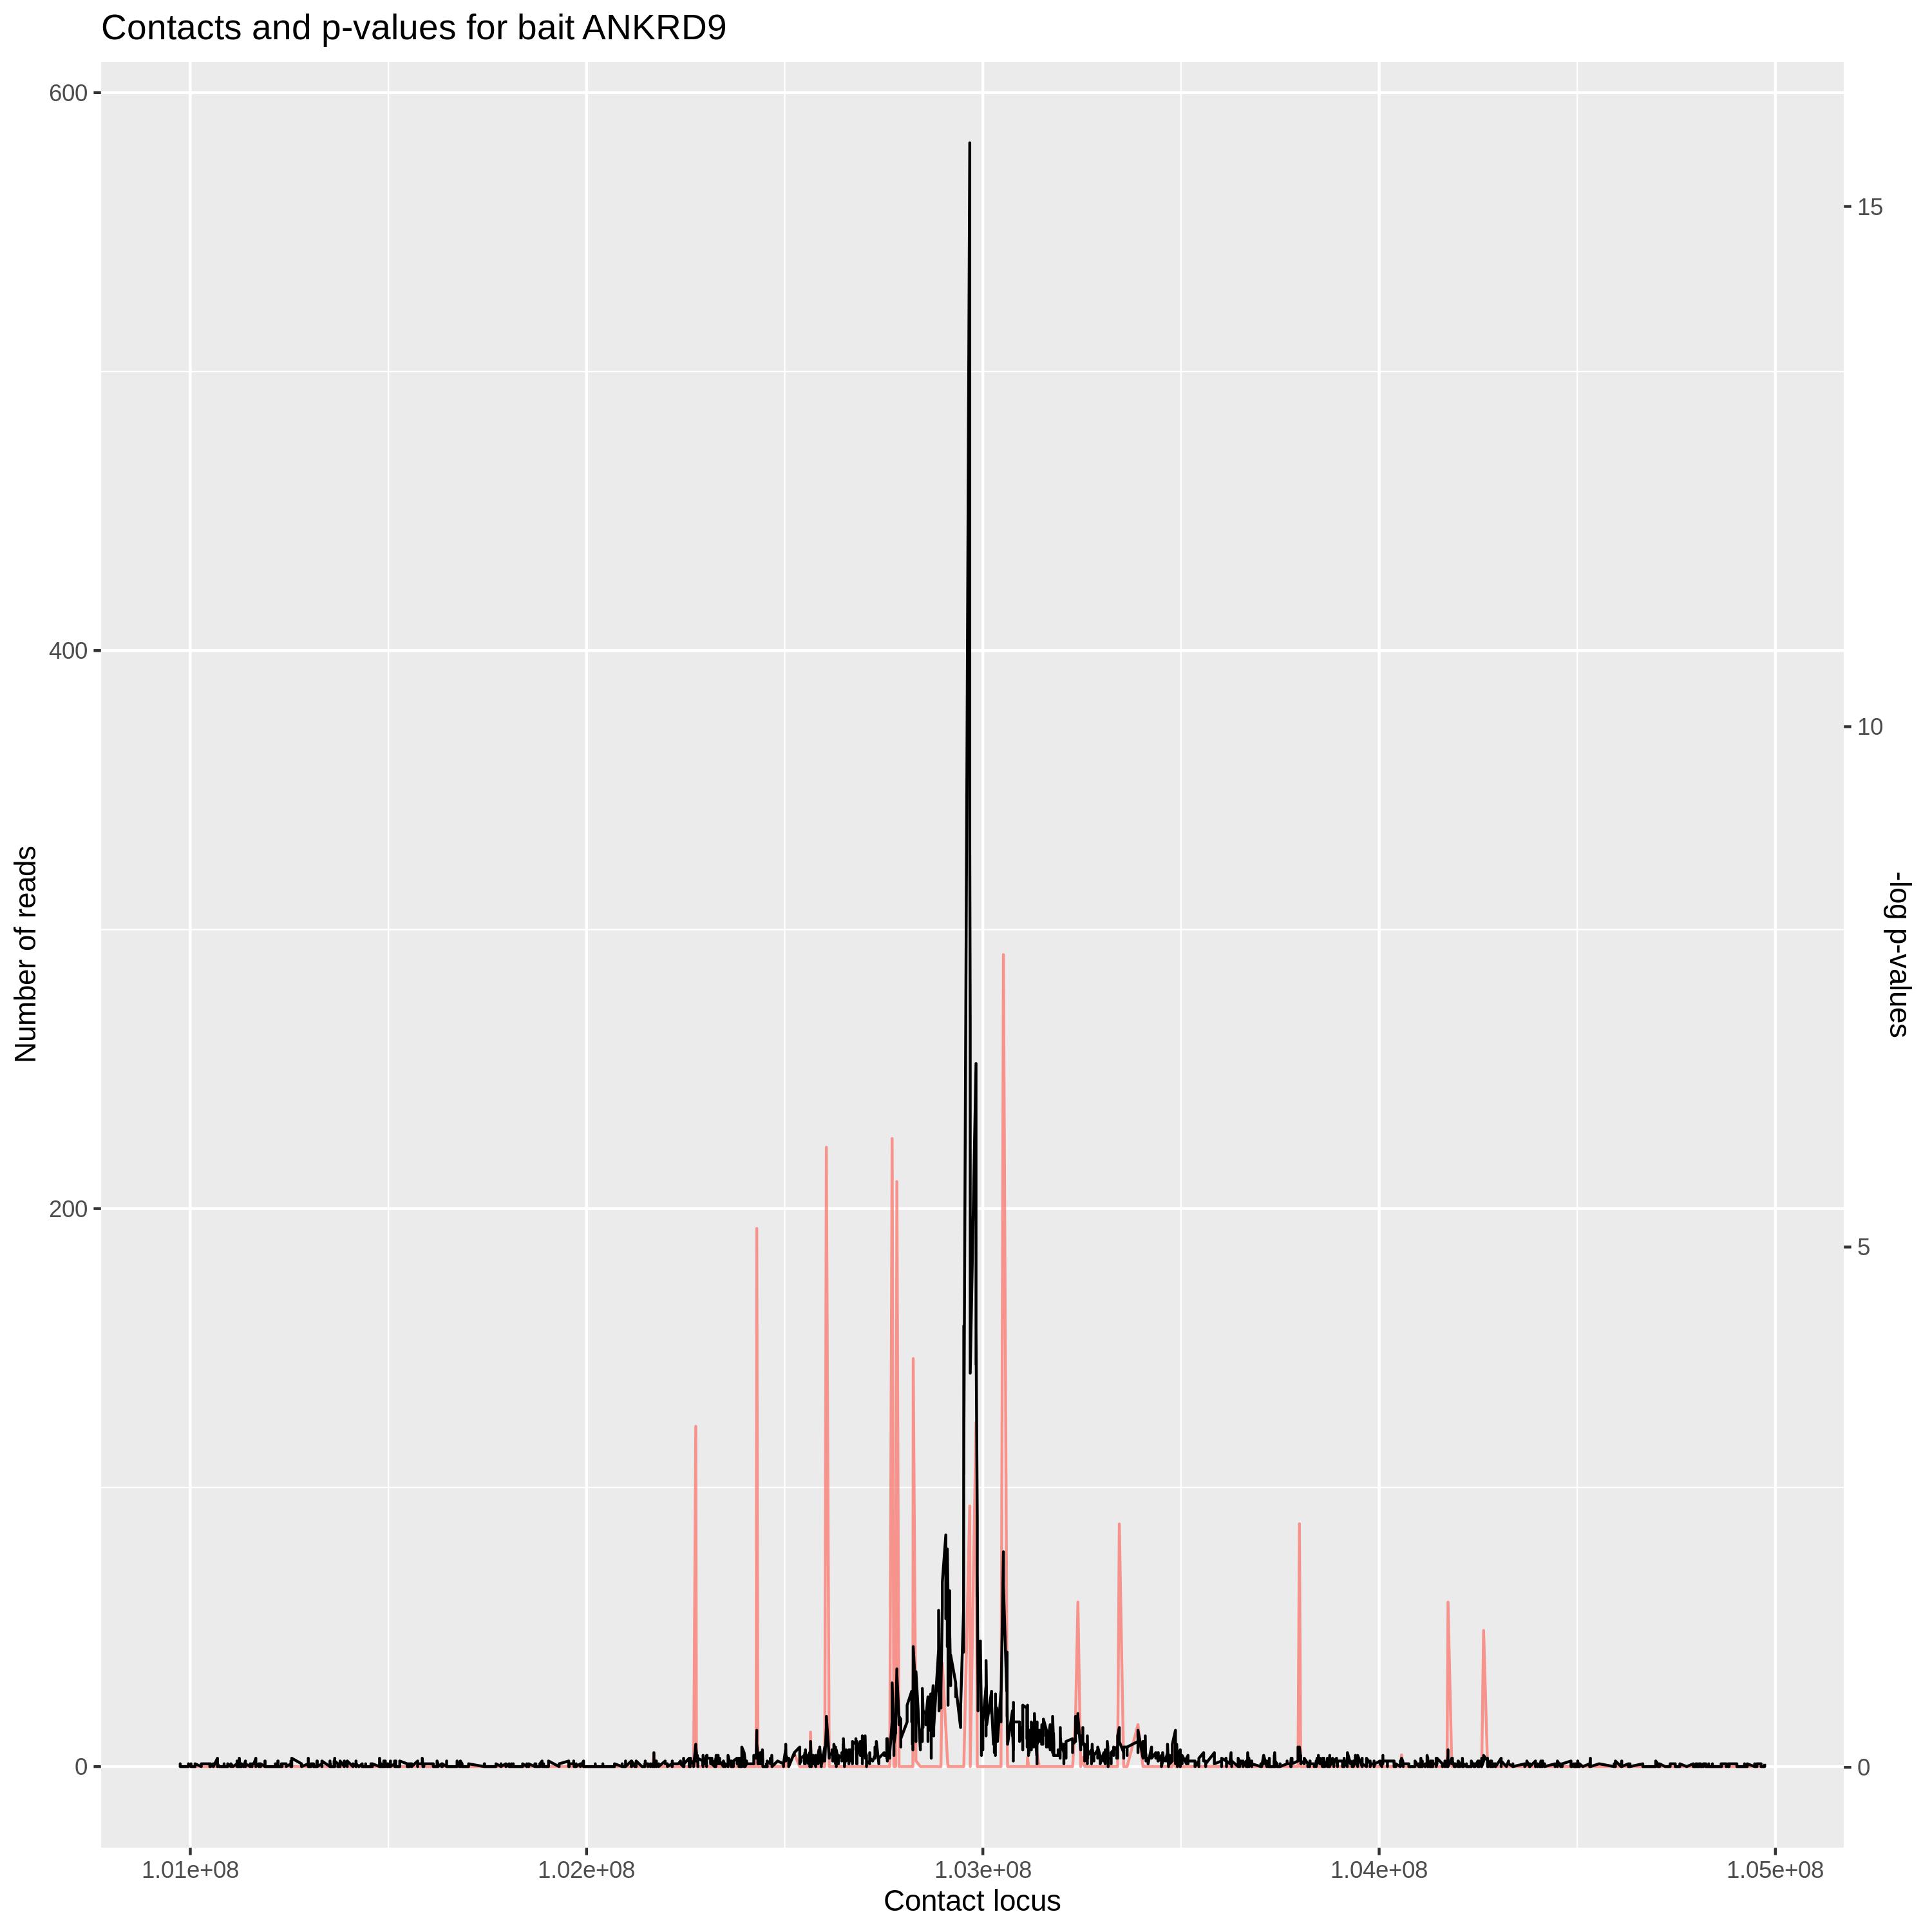 Contacts and p-values for bait ANKRD9
600
400
200
0
Number of reads
15
10
5
0
-log p-values
1.01e+08
1.02e+08
1.03e+08
1.04e+08
1.05e+08
Contact locus